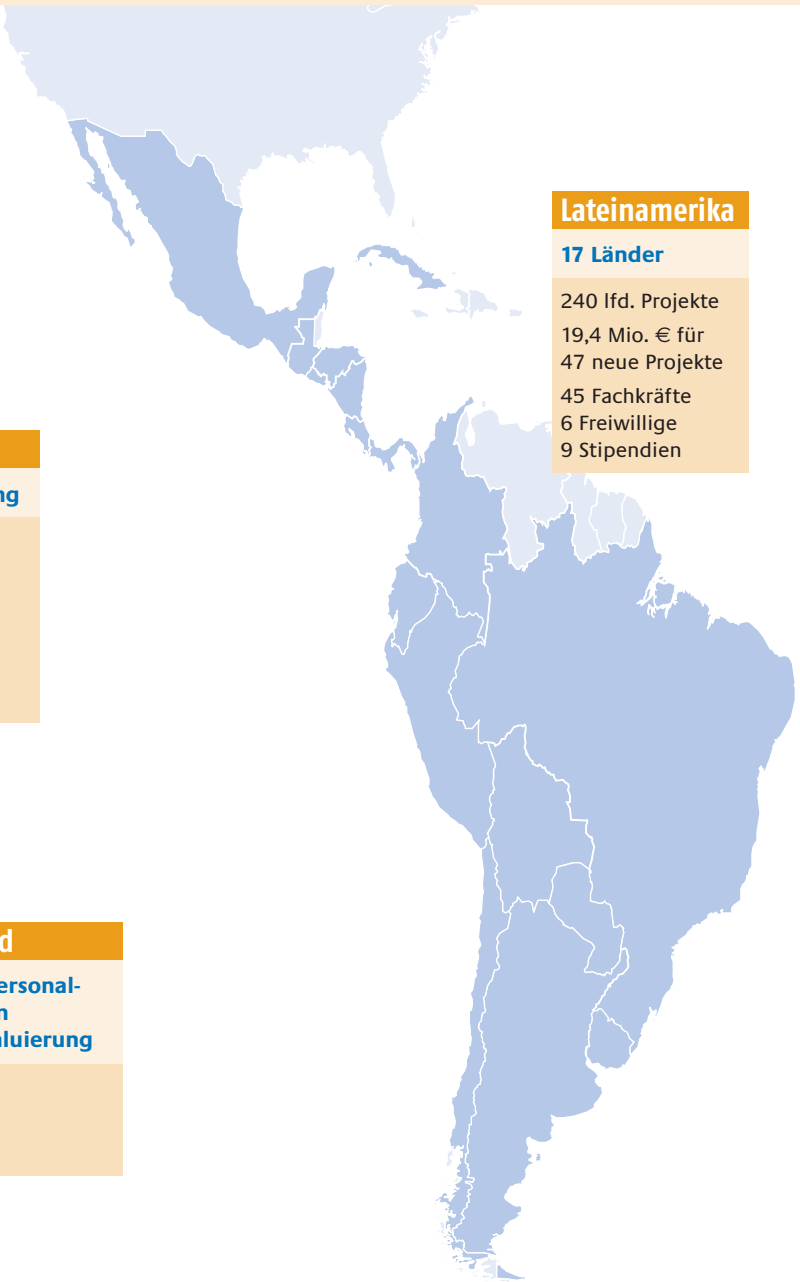 Lateinamerika
17 Länder
240 lfd. Projekte
19,4 Mio. € für
47 neue Projekte
45 Fachkräfte
6 Freiwillige
9 Stipendien
ng
d
ersonal-
n
luierung